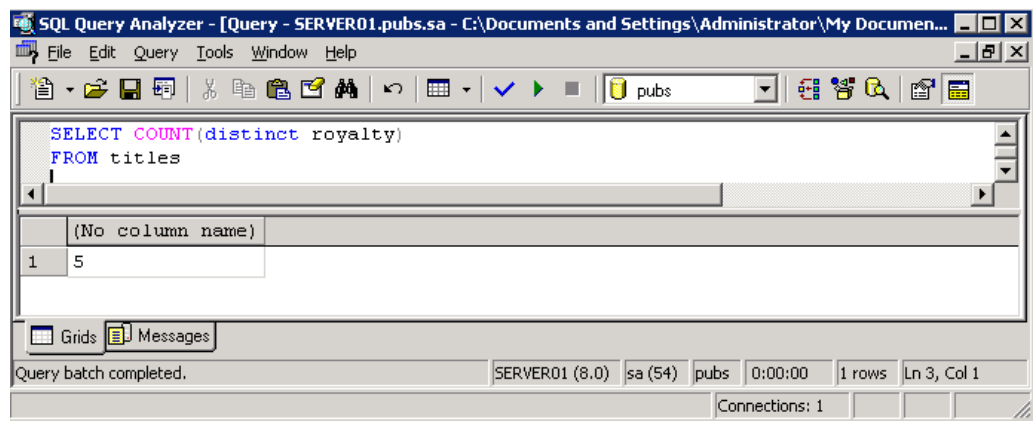 SQL Query Analyzer - [Query - SERVER01.pubs.sa - C:\Documents and Settings\Administrator\My Documen...
File Edit Query Tools Window Help
pubs
SELECT COUNT(distinct royalty)
FROM titles
(No column name)
1 5
Grids Messages
Query batch completed. SERVER01 (8.0) sa (54) pubs 0:00:00 1 rows Ln 3, Col 1
Connections: 1